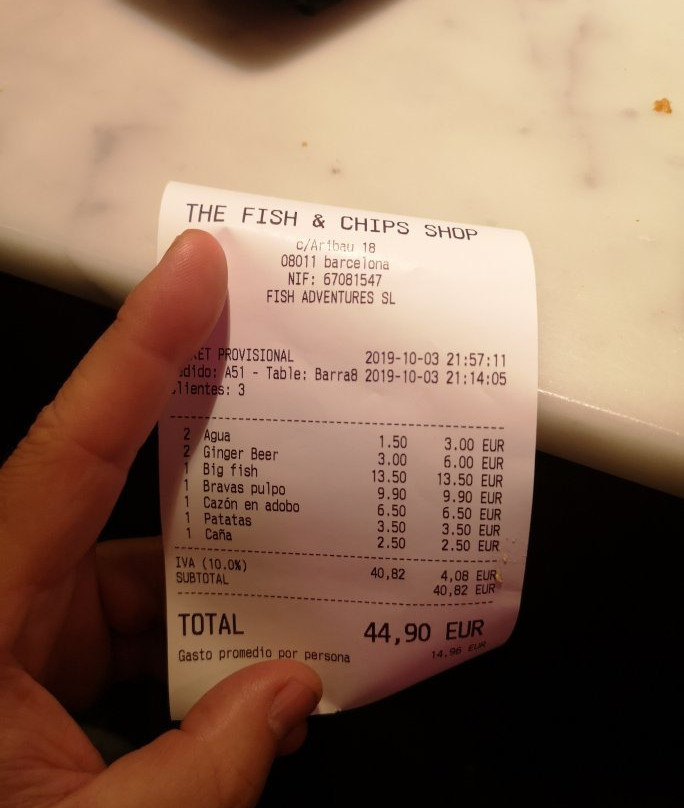 THE FISH & CHIPS SHOP
c/Aribau 18
08011 barcelona
NIF: 67081547
FISH ADVENTURES SL
KET PROVISIONAL 2019-10-03 21:57:11
dido: A51 - Table: Barra8 2019-10-03 21:14:05
lientes: 3
2 Agua 1.50 3.00 EUR
2 Ginger Beer 3.00 6.00 EUR
1 Big fish 13.50 13.50 EUR
1 Bravas pulpo 9.90 9.90 EUR
1 Cazón en adobo 6.50 6.50 EUR
1 Patatas 3.50 3.50 EUR
1 Caña 2.50 2.50 EUR
IVA (10.0%) 40,82 4,08 EUR
SUBTOTAL 40,82 EUR
TOTAL 44,90 EUR
Gasto promedio por persona 14.96 EUR